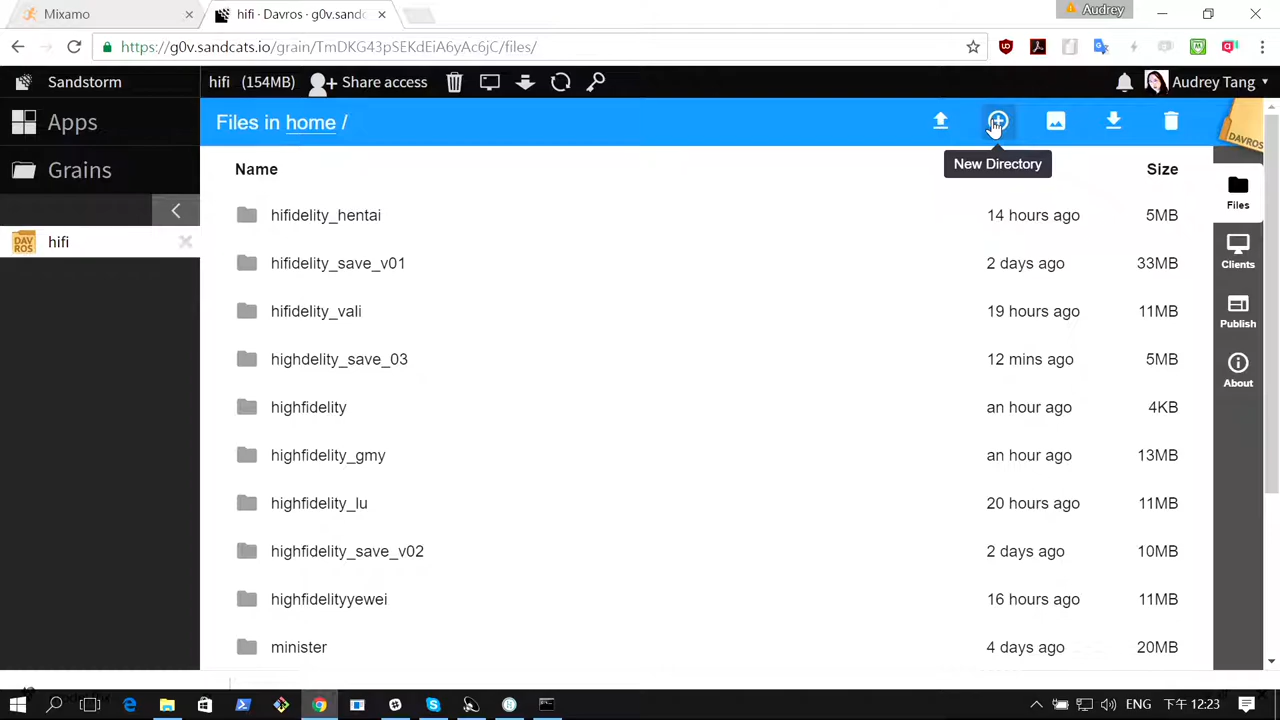 Mixamo
hifi · Davros · g0v.sandc
Audrey
https://g0v.sandcats.io/grain/TmDKG43pSEKdEiA6yAc6jC/files/
Sandstorm
hifi (154MB)
Share access
Audrey Tang
Apps
Grains
hifi
Files in home /
DAVROS
New Directory
Name
Size
hifidelity_hentai 14 hours ago 5MB
hifidelity_save_v01 2 days ago 33MB
hifidelity_vali 19 hours ago 11MB
highdelity_save_03 12 mins ago 5MB
highfidelity an hour ago 4KB
highfidelity_gmy an hour ago 13MB
highfidelity_lu 20 hours ago 11MB
highfidelity_save_v02 2 days ago 10MB
highfidelityyewei 16 hours ago 11MB
minister 4 days ago 20MB
Files
Clients
Publish
About
DAV
ROS
ENG 下午 12:23